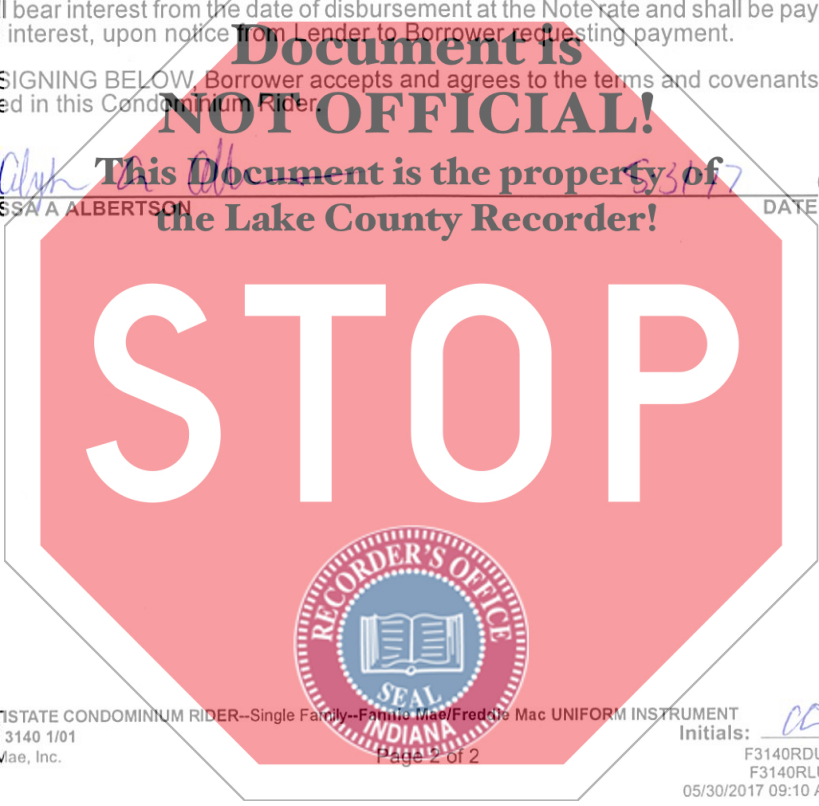 ll bear interest from the date of disbursement at the Note rate and shall be pay
interest, upon notice from Lender to Borrower requesting payment.
Document is
SIGNING BELOW, Borrower accepts and agrees to the terms and covenants
ed in this Condominium Rider.
NOT OFFICIAL!
This Document is the property of
SSA A ALBERTSON
DATE
the Lake County Recorder!
STOP
RECORDER'S OFFICE
SEAL
INDIANA
TISTATE CONDOMINIUM RIDER--Single Family--Fannie Mae/Freddie Mac UNIFORM INSTRUMENT
3140 1/01
Initials:
Mae, Inc.
Page 2 of 2
F3140RDU
F3140RLU
05/30/2017 09:10 A